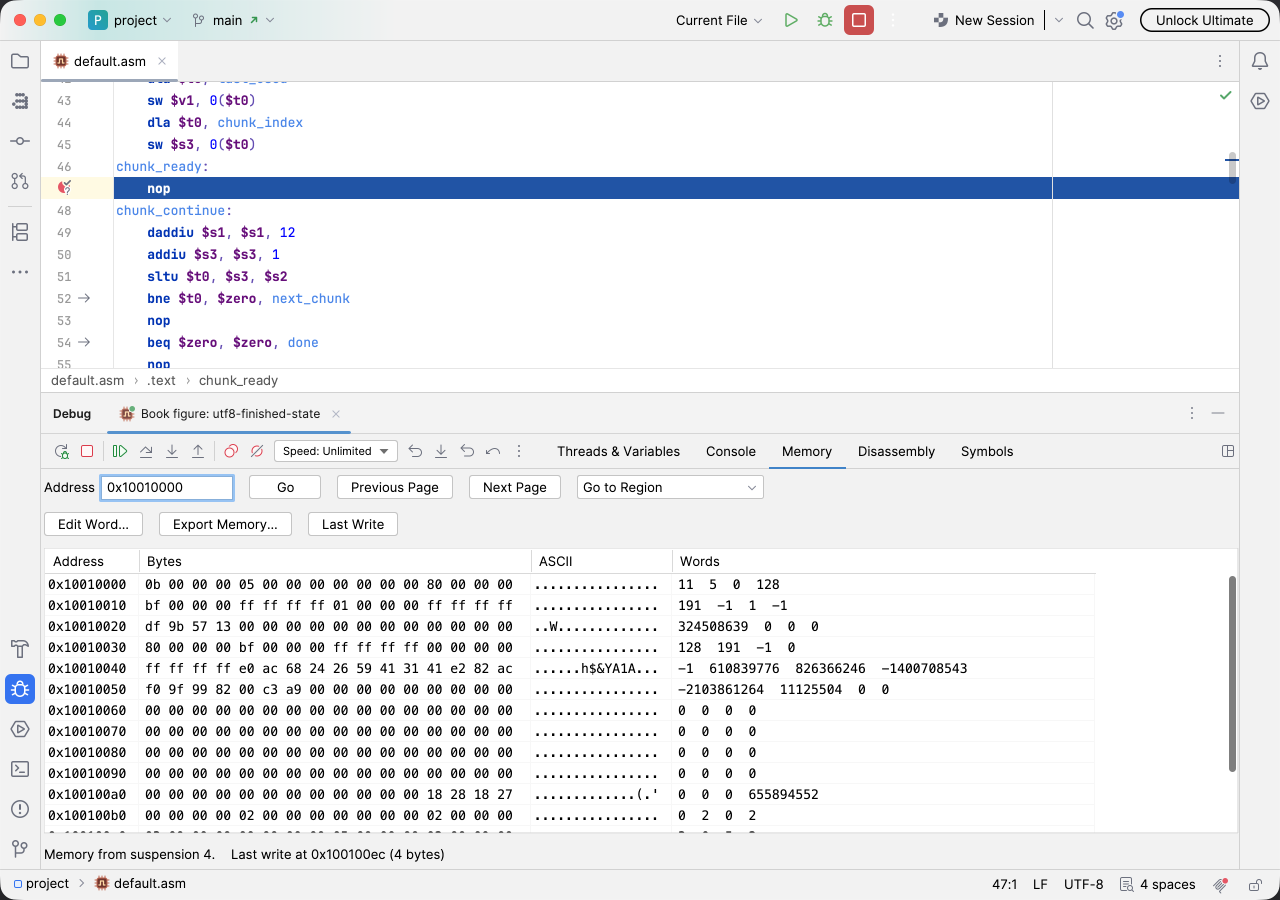 P project main Current File New Session Unlock Ultimate
default.asm
43 sw $v1, 0($t0)
44 dla $t0, chunk_index
45 sw $s3, 0($t0)
46 chunk_ready:
nop
48 chunk_continue:
49 daddiu $s1, $s1, 12
50 addiu $s3, $s3, 1
51 sltu $t0, $s3, $s2
52 bne $t0, $zero, next_chunk
53 nop
54 beq $zero, $zero, done
55 nop
default.asm .text chunk_ready
Debug Book figure: utf8-finished-state
Speed: Unlimited Threads & Variables Console Memory Disassembly Symbols
Address 0x10010000 Go Previous Page Next Page Go to Region
Edit Word... Export Memory... Last Write
Address Bytes ASCII Words
0x10010000 0b 00 00 00 05 00 00 00 00 00 00 00 80 00 00 00 ................ 11 5 0 128
0x10010010 bf 00 00 00 ff ff ff ff 01 00 00 00 ff ff ff ff ................ 191 -1 1 -1
0x10010020 df 9b 57 13 00 00 00 00 00 00 00 00 00 00 00 00 ..W............. 324508639 0 0 0
0x10010030 80 00 00 00 bf 00 00 00 ff ff ff ff 00 00 00 00 ................ 128 191 -1 0
0x10010040 ff ff ff ff e0 ac 68 24 26 59 41 31 41 e2 82 ac ......h$&YA1A... -1 610839776 826366246 -1400708543
0x10010050 f0 9f 99 82 00 c3 a9 00 00 00 00 00 00 00 00 00 ................ -2103861264 11125504 0 0
0x10010060 00 00 00 00 00 00 00 00 00 00 00 00 00 00 00 00 ................ 0 0 0 0
0x10010070 00 00 00 00 00 00 00 00 00 00 00 00 00 00 00 00 ................ 0 0 0 0
0x10010080 00 00 00 00 00 00 00 00 00 00 00 00 00 00 00 00 ................ 0 0 0 0
0x10010090 00 00 00 00 00 00 00 00 00 00 00 00 00 00 00 00 ................ 0 0 0 0
0x100100a0 00 00 00 00 00 00 00 00 00 00 00 00 18 28 18 27 .............(.' 0 0 0 655894552
0x100100b0 00 00 00 00 02 00 00 00 00 00 00 00 02 00 00 00 ................ 0 2 0 2
Memory from suspension 4. Last write at 0x100100ec (4 bytes)
project default.asm 47:1 LF UTF-8 4 spaces